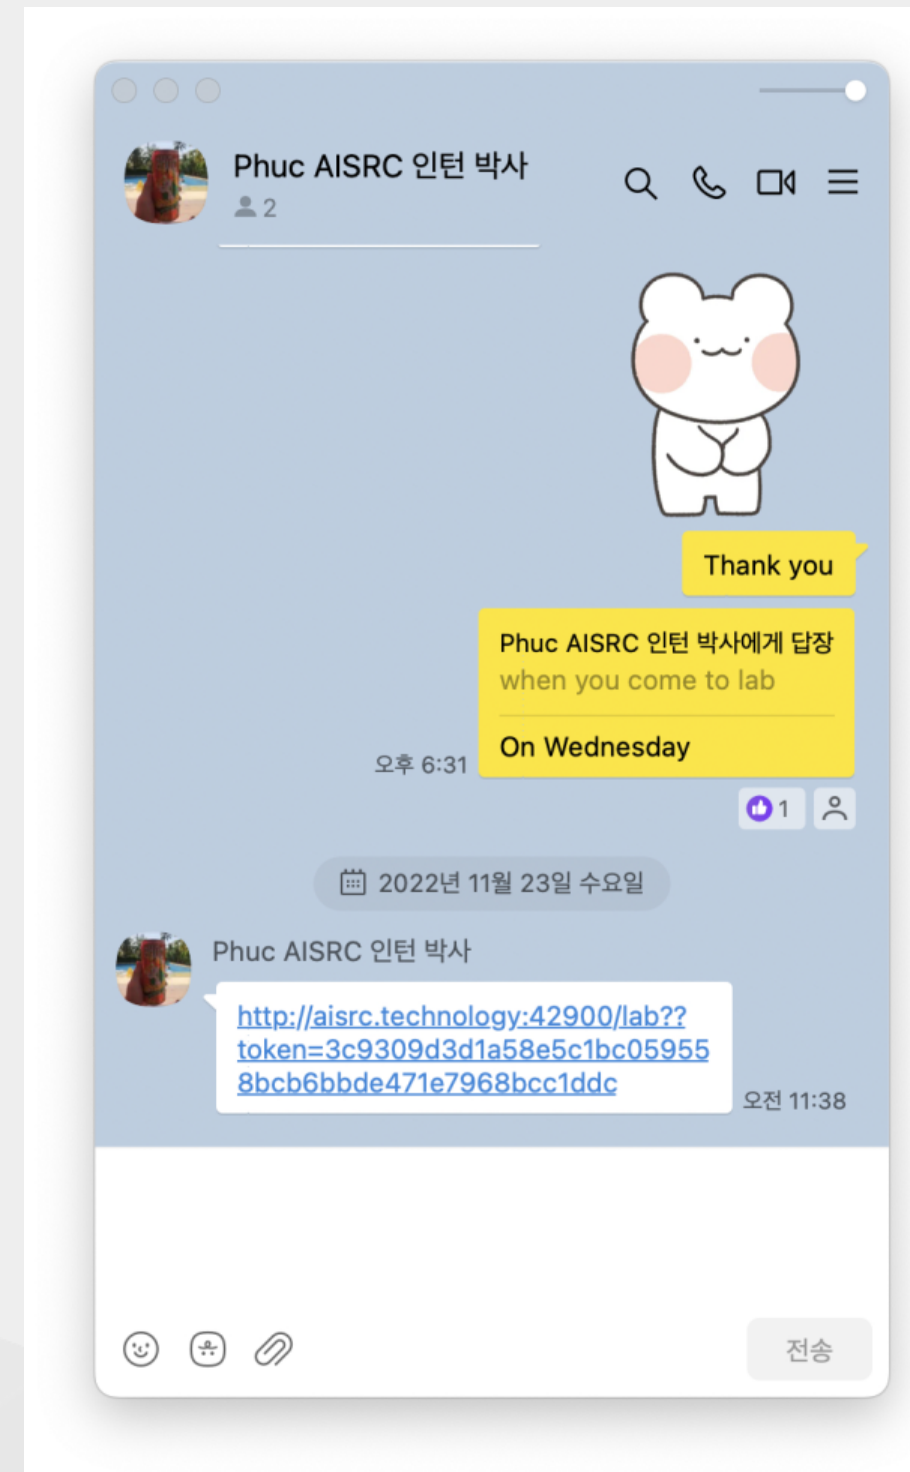 Phuc AISRC 인턴 박사
2
Thank you
Phuc AISRC 인턴 박사에게 답장
when you come to lab
On Wednesday
오후 6:31
1
2022년 11월 23일 수요일
Phuc AISRC 인턴 박사
http://aisrc.technology:42900/lab??
token=3c9309d3d1a58e5c1bc05955
8bcb6bbde471e7968bcc1ddc
오전 11:38
전송